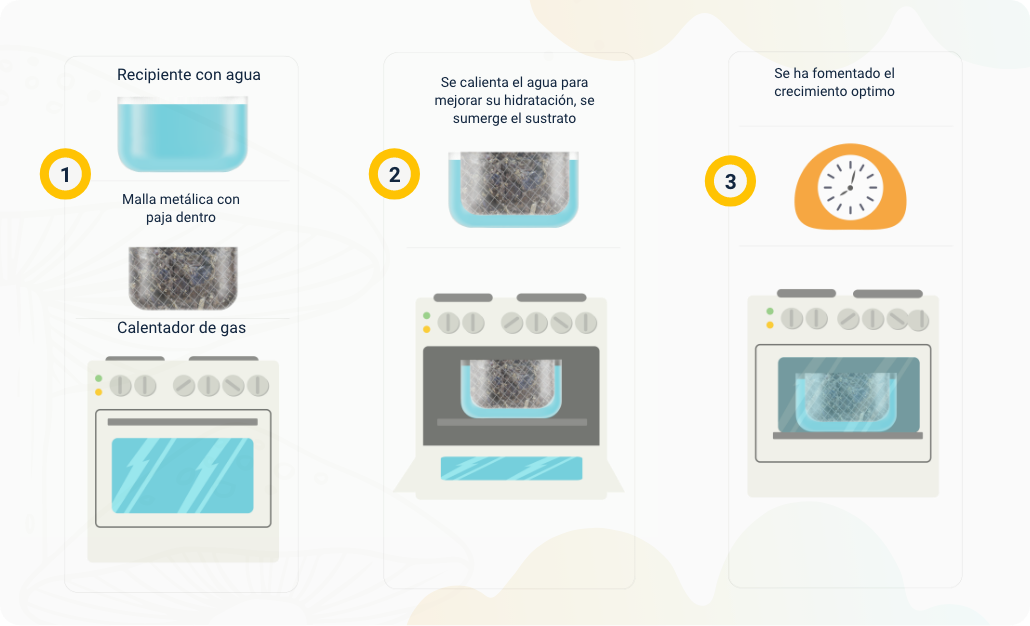 Recipiente con agua
1
Malla metálica con
paja dentro
Calentador de gas
Se calienta el agua para
mejorar su hidratación, se
sumerge el sustrato
2
Se ha fomentado el
crecimiento optimo
3